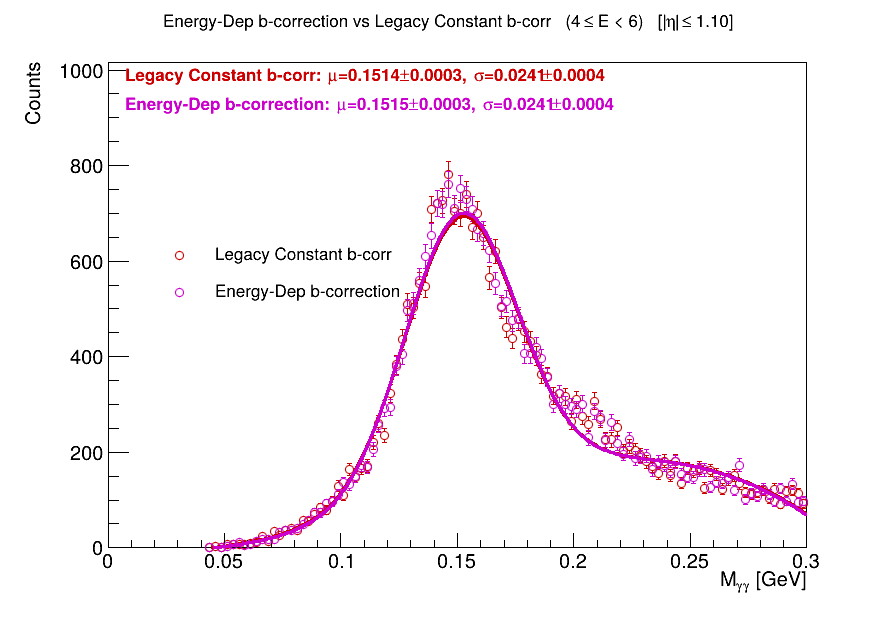 Energy-Dep b-correction vs Legacy Constant b-corr (4 ≤ E < 6) [|η| ≤ 1.10]
Counts
Legacy Constant b-corr: μ=0.1514±0.0003, σ=0.0241±0.0004
Energy-Dep b-correction: μ=0.1515±0.0003, σ=0.0241±0.0004
Legacy Constant b-corr
Energy-Dep b-correction
1000
800
600
400
200
0
0 0.05 0.1 0.15 0.2 0.25 0.3
M_γγ [GeV]